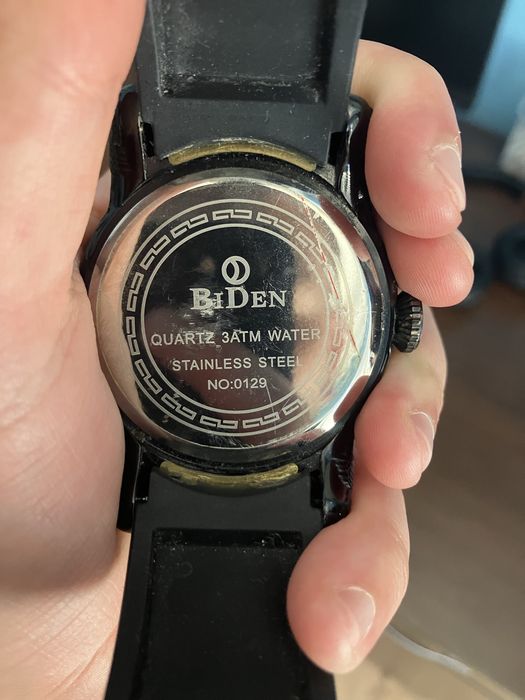 BIDEN
QUARTZ 3ATM WATER
STAINLESS STEEL
NO:0129